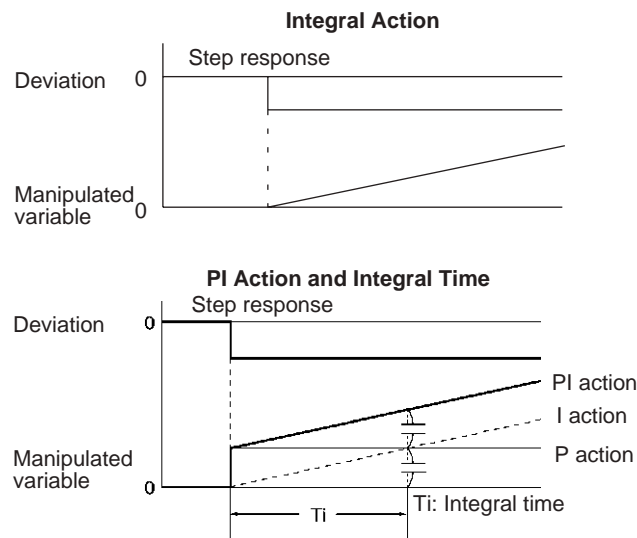 Integral Action
Step response
Deviation
0
Manipulated
variable
0
PI Action and Integral Time
Step response
Deviation
0
PI action
I action
P action
Manipulated
variable
0
Ti: Integral time
Ti